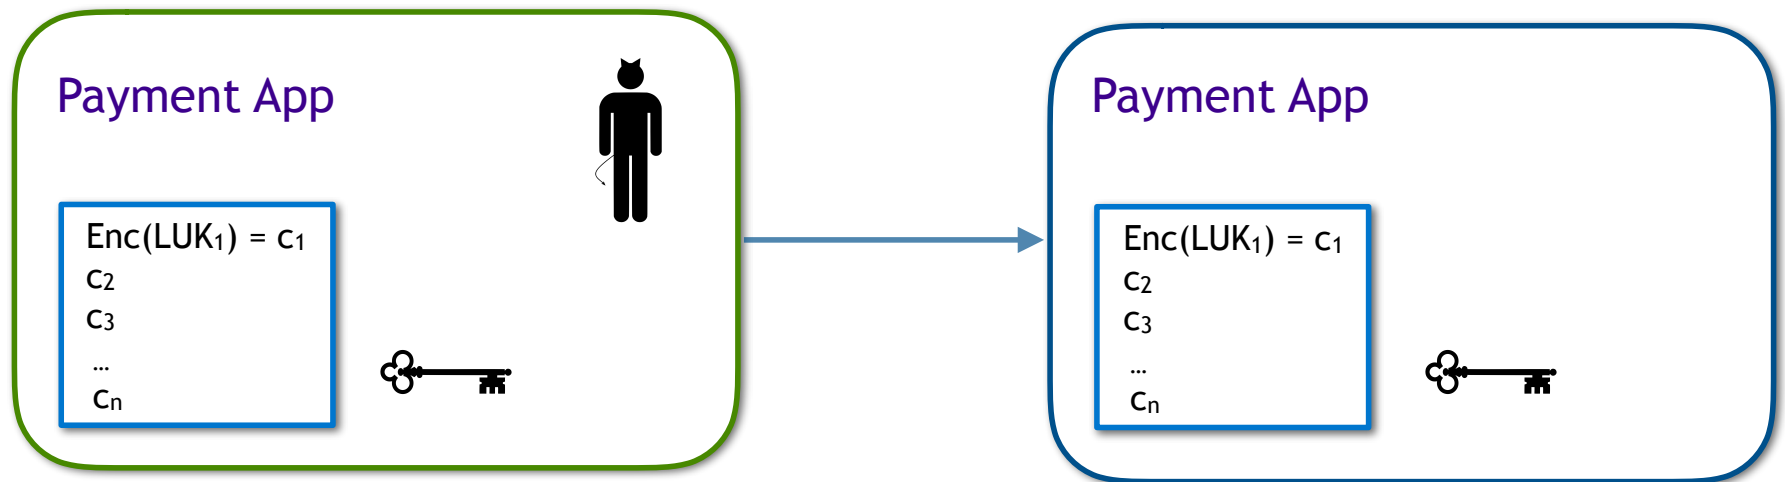 Payment App
Enc(LUK₁) = c₁
c₂
c₃
...
cₙ
Payment App
Enc(LUK₁) = c₁
c₂
c₃
...
cₙ